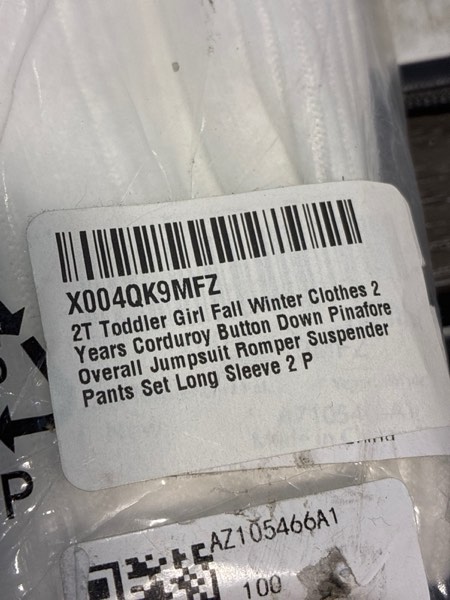 X004QK9MFZ
2T Toddler Girl Fall Winter Clothes 2
Years Corduroy Button Down Pinafore
Overall Jumpsuit Romper Suspender
Pants Set Long Sleeve 2 P
P
AZ105466A1
100